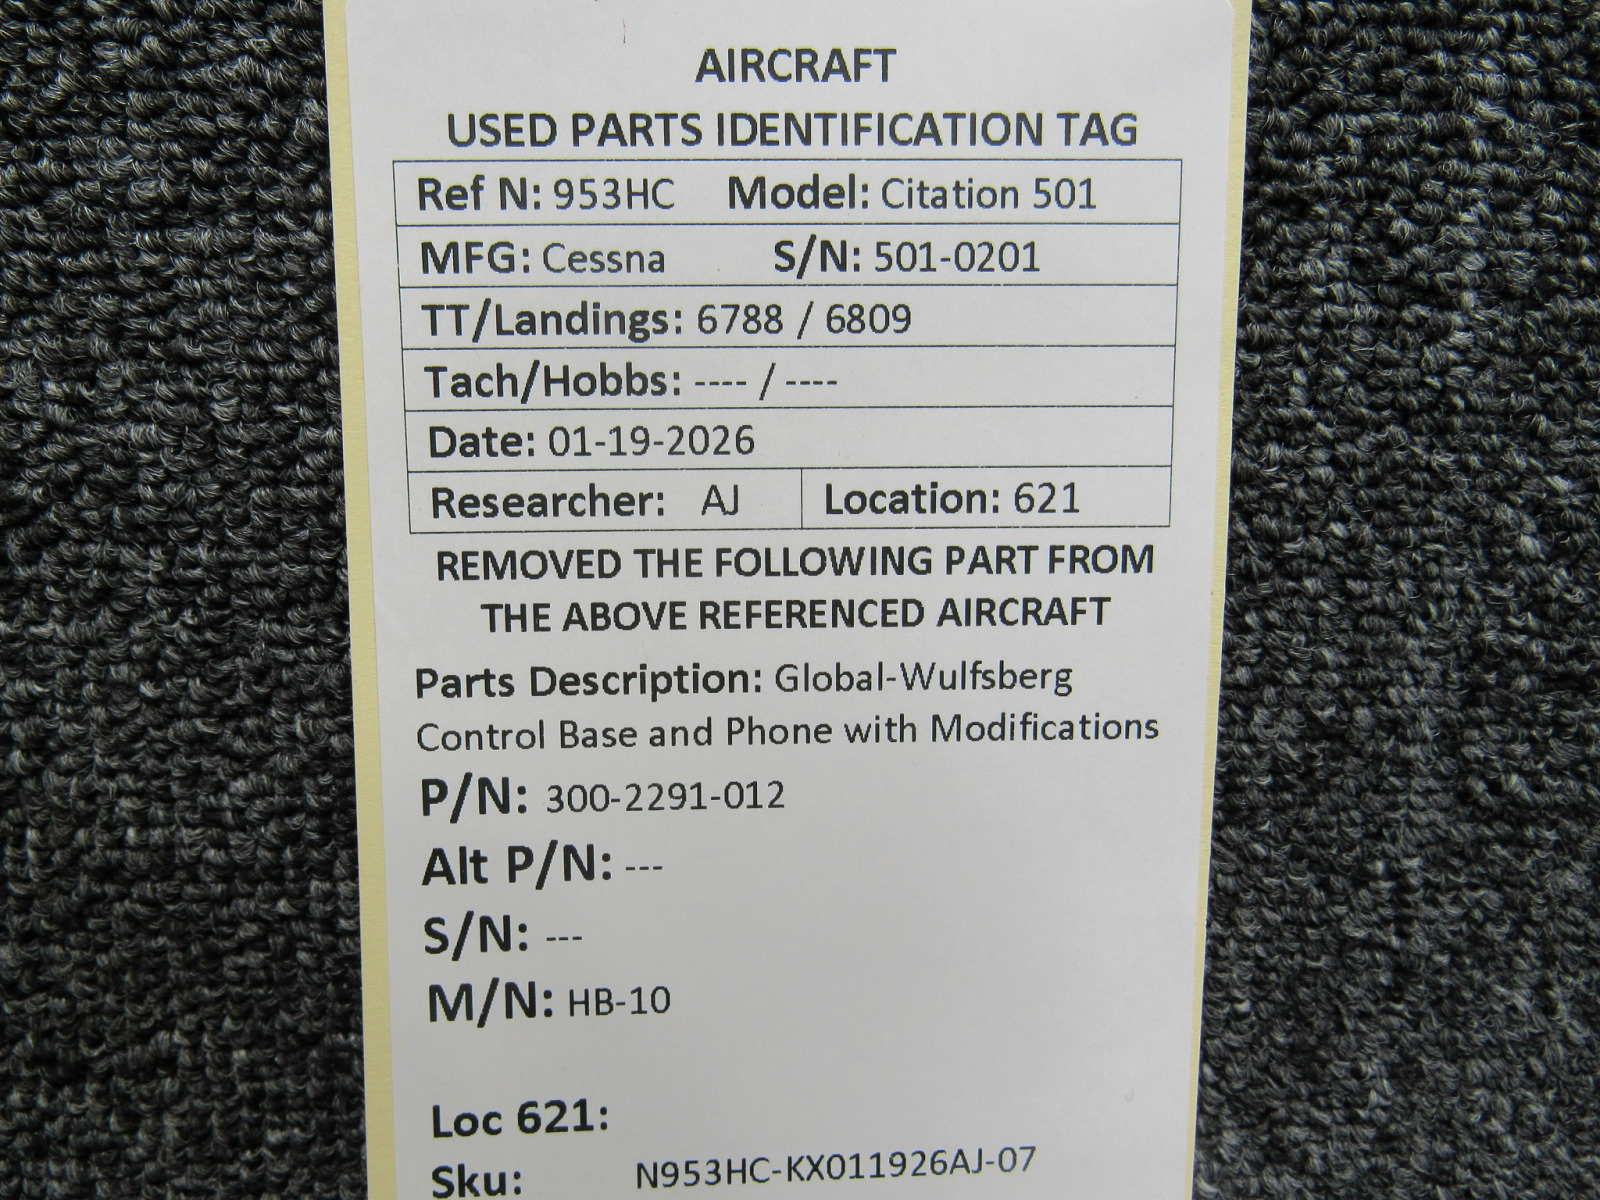 AIRCRAFT
USED PARTS IDENTIFICATION TAG
Ref N: 953HC Model: Citation 501
MFG: Cessna S/N: 501-0201
TT/Landings: 6788 / 6809
Tach/Hobbs: ---- / ----
Date: 01-19-2026
Researcher: AJ Location: 621
REMOVED THE FOLLOWING PART FROM
THE ABOVE REFERENCED AIRCRAFT
Parts Description: Global-Wulfsberg
Control Base and Phone with Modifications
P/N: 300-2291-012
Alt P/N: ---
S/N: ---
M/N: HB-10
Loc 621:
Sku: N953HC-KX011926AJ-07